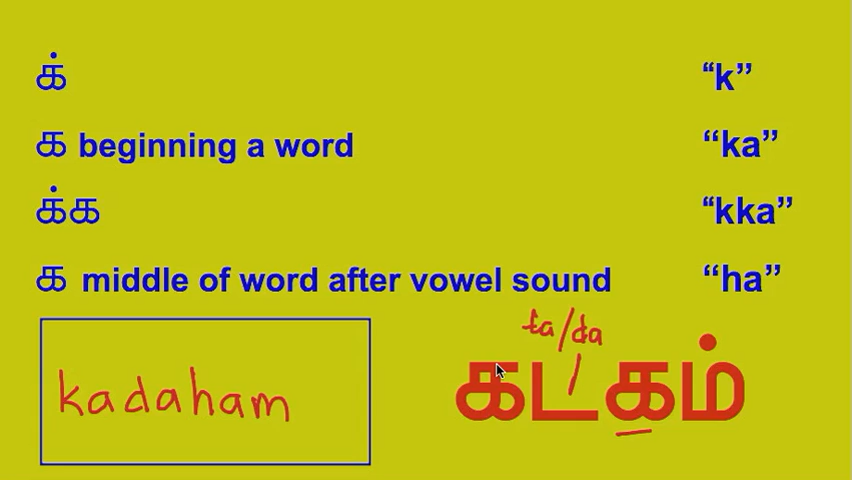 க் “k”
க beginning a word “ka”
க்க “kka”
க middle of word after vowel sound “ha”
ta/da
kadaham கடகம்